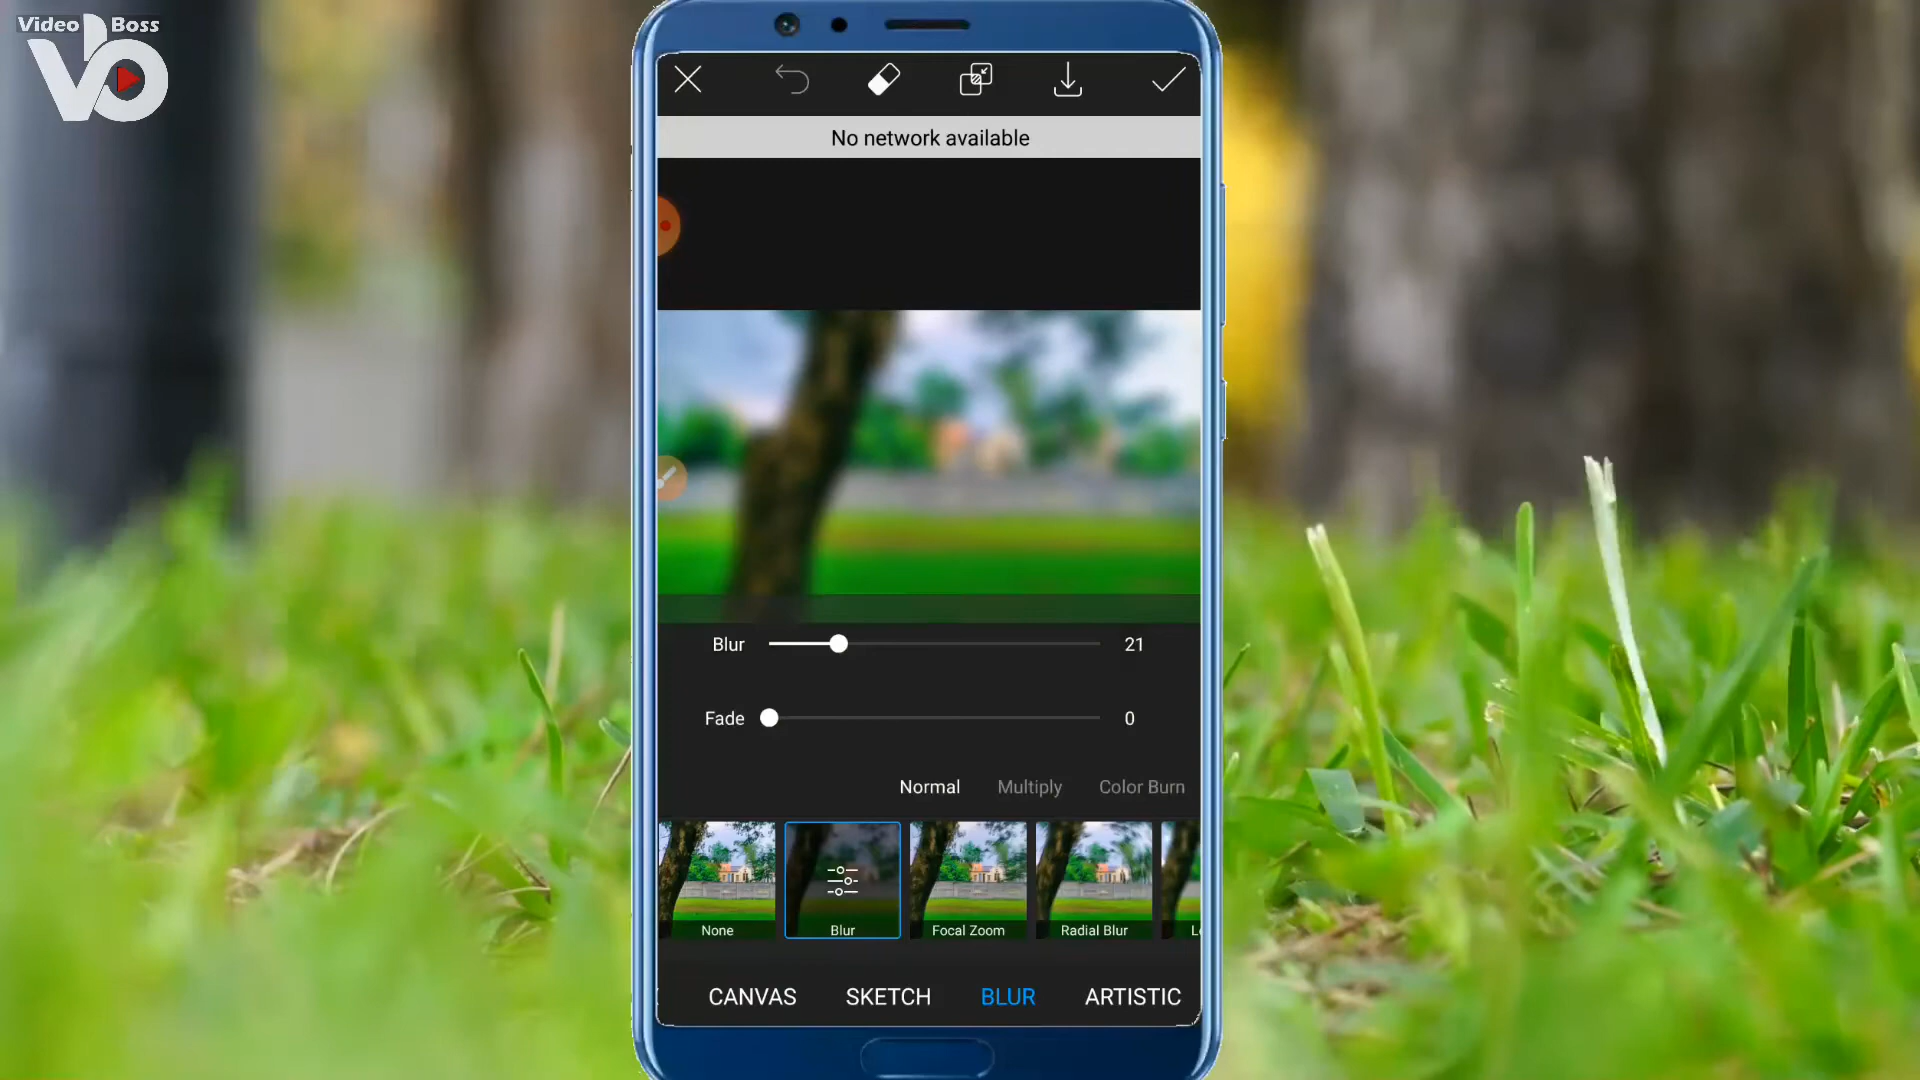 Video Boss
VO
No network available
Blur 21
Fade 0
Normal Multiply Color Burn
None Blur Focal Zoom Radial Blur
CANVAS SKETCH BLUR ARTISTIC